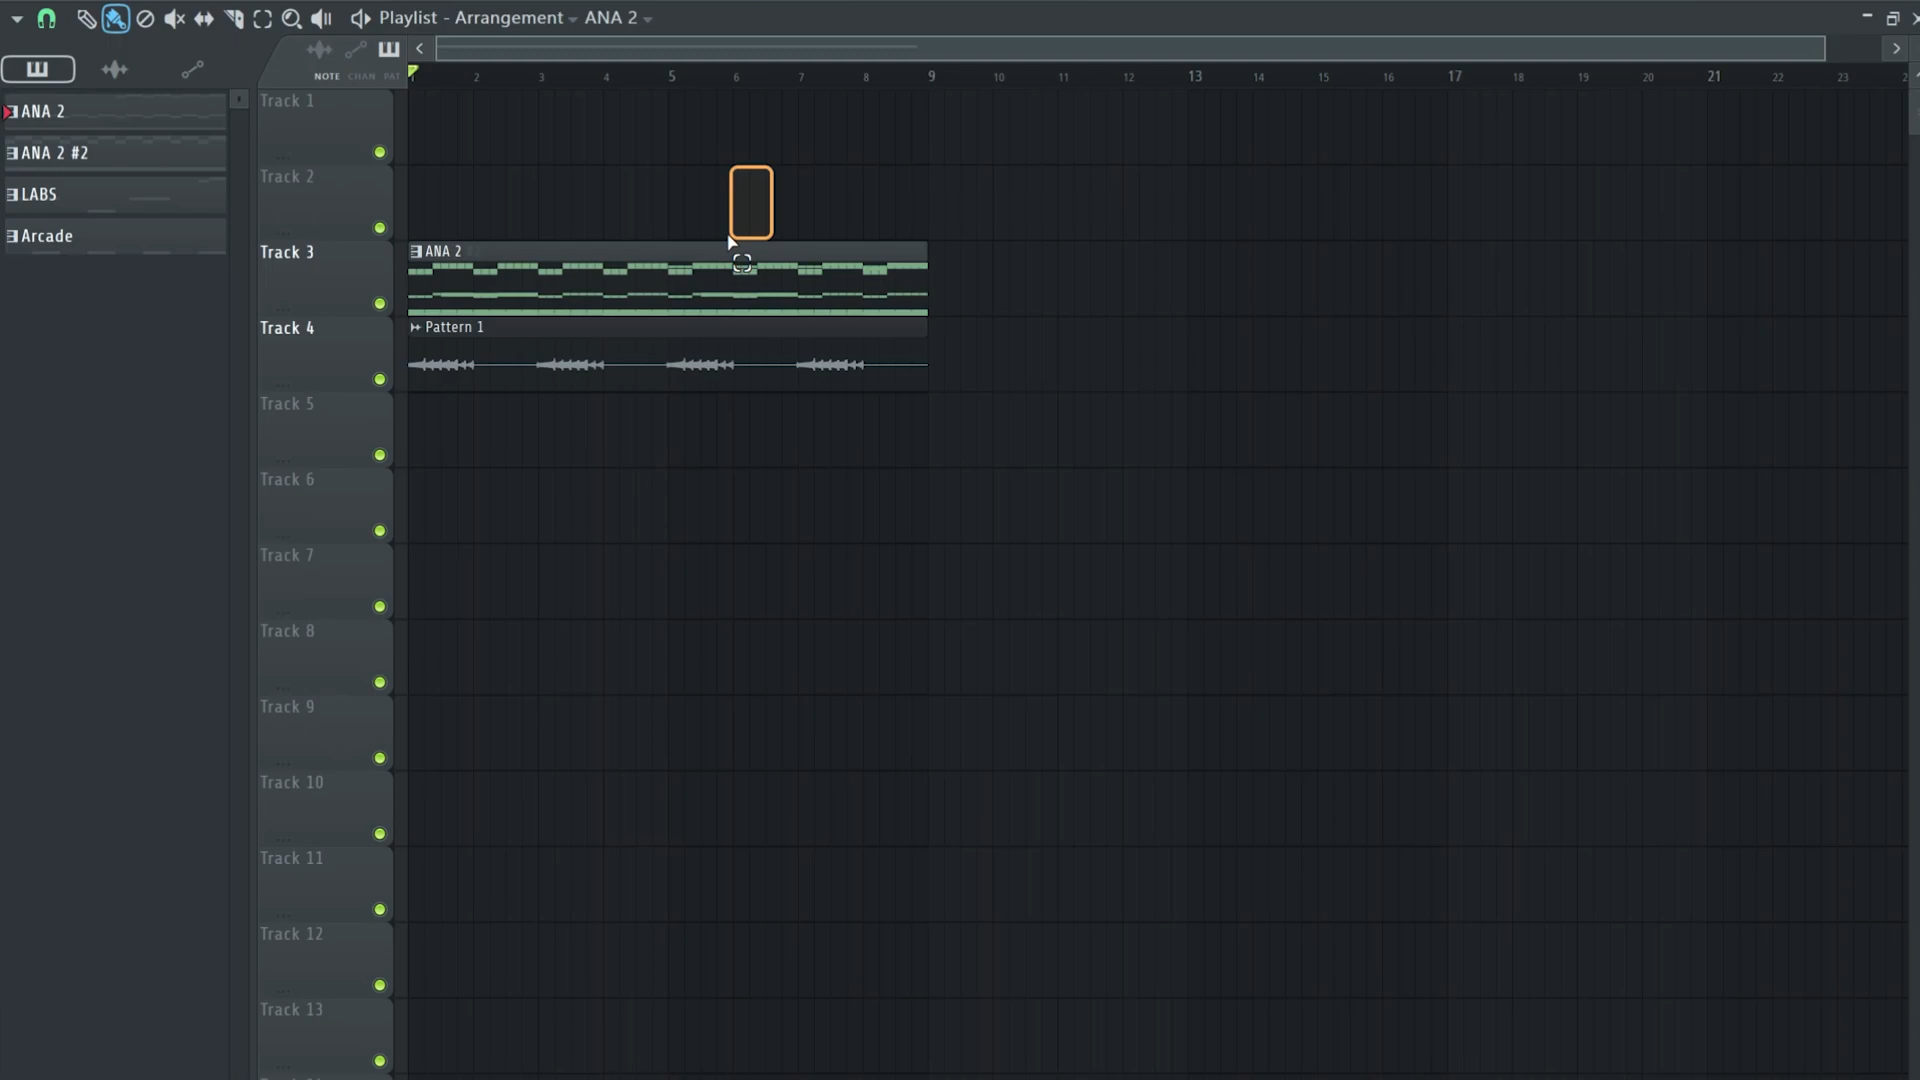 Playlist - Arrangement ANA 2
NOTE CHAN PAT
2 3 4 5 6 7 8 9 10 11 12 13 14 15 16 17 18 19 20 21 22 23
ANA 2
ANA 2 #2
LABS
Arcade
Track 1
Track 2
Track 3
ANA 2
Track 4
Pattern 1
Track 5
Track 6
Track 7
Track 8
Track 9
Track 10
Track 11
Track 12
Track 13